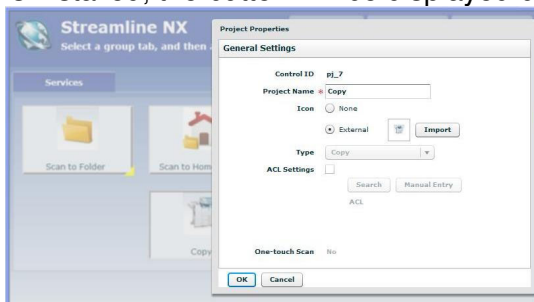 Streamline NX
Select a group tab, and then
Services
Scan to Folder
Scan to Hom
Copy
Project Properties
General Settings
Control ID pj_7
Project Name * Copy
Icon None
External Import
Type Copy
ACL Settings
Search Manual Entry
ACL
One-touch Scan No
OK Cancel